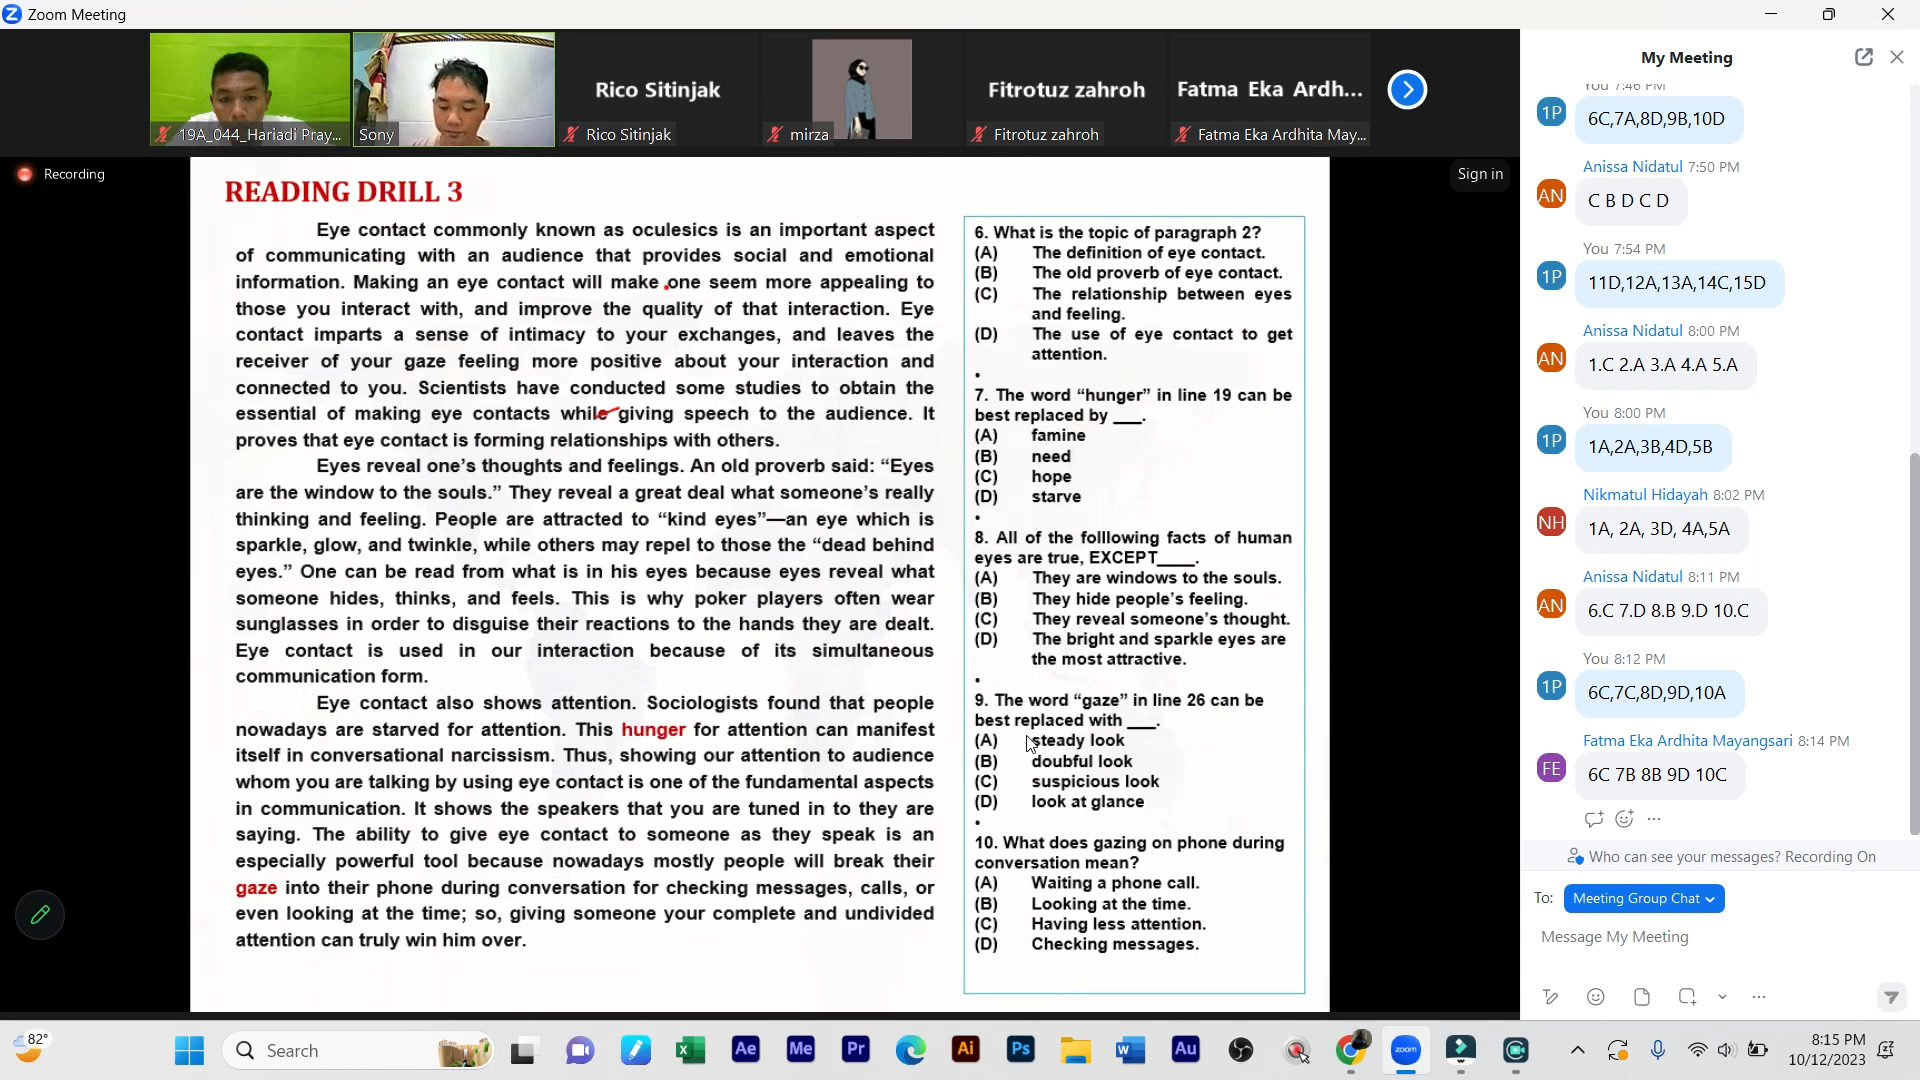 Zoom Meeting
19A_044_Hariadi Pray...
Sony
Rico Sitinjak
Rico Sitinjak
mirza
Fitrotuz zahroh
Fitrotuz zahroh
Fatma Eka Ardh...
Fatma Eka Ardhita May...
Recording
Sign in
READING DRILL 3
Eye contact commonly known as oculesics is an important aspect
of communicating with an audience that provides social and emotional
information. Making an eye contact will make one seem more appealing to
those you interact with, and improve the quality of that interaction. Eye
contact imparts a sense of intimacy to your exchanges, and leaves the
receiver of your gaze feeling more positive about your interaction and
connected to you. Scientists have conducted some studies to obtain the
essential of making eye contacts while giving speech to the audience. It
proves that eye contact is forming relationships with others.
Eyes reveal one's thoughts and feelings. An old proverb said: “Eyes
are the window to the souls.” They reveal a great deal what someone's really
thinking and feeling. People are attracted to “kind eyes”—an eye which is
sparkle, glow, and twinkle, while others may repel to those the “dead behind
eyes.” One can be read from what is in his eyes because eyes reveal what
someone hides, thinks, and feels. This is why poker players often wear
sunglasses in order to disguise their reactions to the hands they are dealt.
Eye contact is used in our interaction because of its simultaneous
communication form.
Eye contact also shows attention. Sociologists found that people
nowadays are starved for attention. This hunger for attention can manifest
itself in conversational narcissism. Thus, showing our attention to audience
whom you are talking by using eye contact is one of the fundamental aspects
in communication. It shows the speakers that you are tuned in to they are
saying. The ability to give eye contact to someone as they speak is an
especially powerful tool because nowadays mostly people will break their
gaze into their phone during conversation for checking messages, calls, or
even looking at the time; so, giving someone your complete and undivided
attention can truly win him over.
6. What is the topic of paragraph 2?
(A) The definition of eye contact.
(B) The old proverb of eye contact.
(C) The relationship between eyes
and feeling.
(D) The use of eye contact to get
attention.
•
7. The word “hunger” in line 19 can be
best replaced by ___.
(A) famine
(B) need
(C) hope
(D) starve
•
8. All of the folllowing facts of human
eyes are true, EXCEPT____.
(A) They are windows to the souls.
(B) They hide people's feeling.
(C) They reveal someone's thought.
(D) The bright and sparkle eyes are
the most attractive.
•
9. The word “gaze” in line 26 can be
best replaced with ___.
(A) steady look
(B) doubful look
(C) suspicious look
(D) look at glance
•
10. What does gazing on phone during
conversation mean?
(A) Waiting a phone call.
(B) Looking at the time.
(C) Having less attention.
(D) Checking messages.
My Meeting
You 7:46 PM
1P 6C,7A,8D,9B,10D
Anissa Nidatul 7:50 PM
AN C B D C D
You 7:54 PM
1P 11D,12A,13A,14C,15D
Anissa Nidatul 8:00 PM
AN 1.C 2.A 3.A 4.A 5.A
You 8:00 PM
1P 1A,2A,3B,4D,5B
Nikmatul Hidayah 8:02 PM
NH 1A, 2A, 3D, 4A,5A
Anissa Nidatul 8:11 PM
AN 6.C 7.D 8.B 9.D 10.C
You 8:12 PM
1P 6C,7C,8D,9D,10A
Fatma Eka Ardhita Mayangsari 8:14 PM
FE 6C 7B 8B 9D 10C
Who can see your messages? Recording On
To: Meeting Group Chat
Message My Meeting
82°
Search
Ae
Me
Pr
Ai
Ps
Au
zoom
8:15 PM
10/12/2023